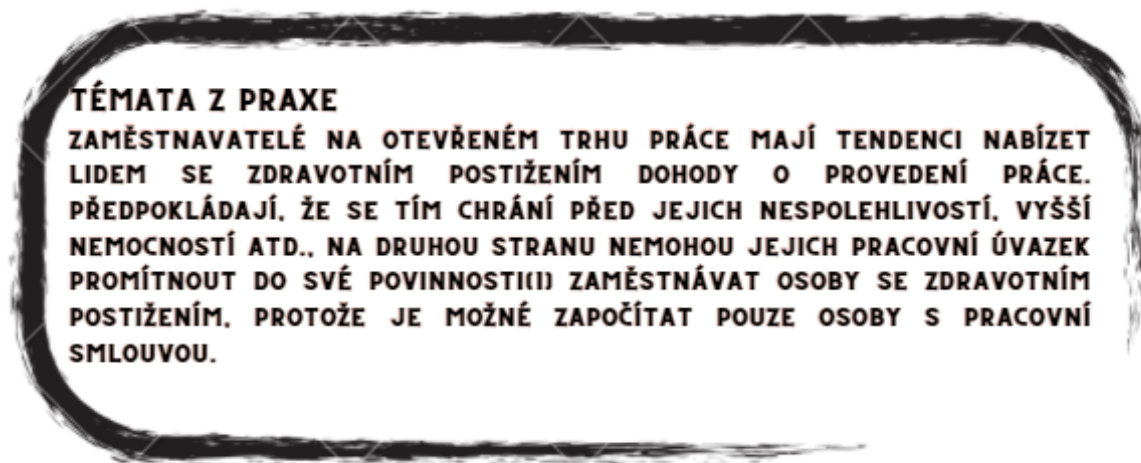 TÉMATA Z PRAXE
ZAMĚSTNAVATELÉ NA OTEVŘENÉM TRHU PRÁCE MAJÍ TENDENCI NABÍZET
LIDEM SE ZDRAVOTNÍM POSTIŽENÍM DOHODY O PROVEDENÍ PRÁCE.
PŘEDPOKLÁDAJÍ, ŽE SE TÍM CHRÁNÍ PŘED JEJICH NESPOLEHLIVOSTÍ, VYŠŠÍ
NEMOCNOSTÍ ATD., NA DRUHOU STRANU NEMOHOU JEJICH PRACOVNÍ ÚVAZEK
PROMÍTNOUT DO SVÉ POVINNOSTI(I) ZAMĚSTNÁVAT OSOBY SE ZDRAVOTNÍM
POSTIŽENÍM, PROTOŽE JE MOŽNÉ ZAPOČÍTAT POUZE OSOBY S PRACOVNÍ
SMLOUVOU.